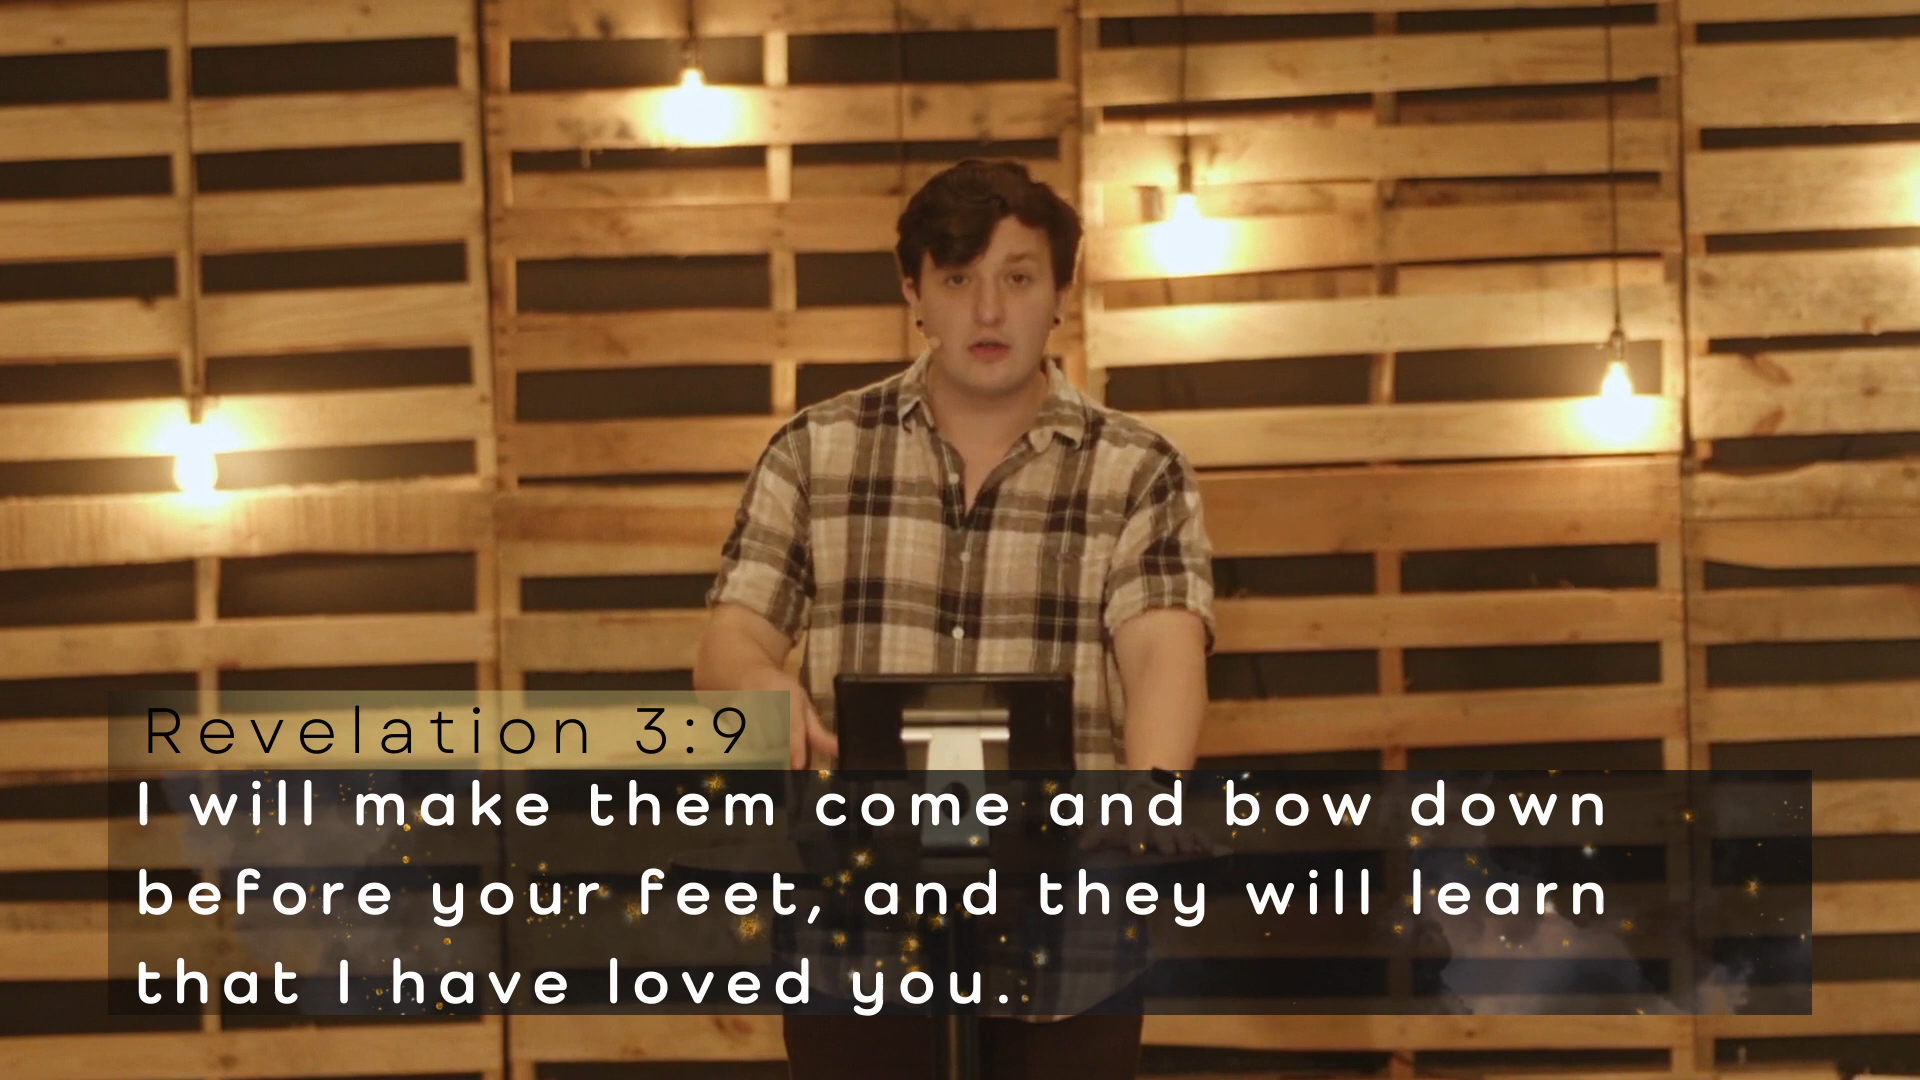 Revelation 3:9
I will make them come and bow down
before your feet, and they will learn
that I have loved you.